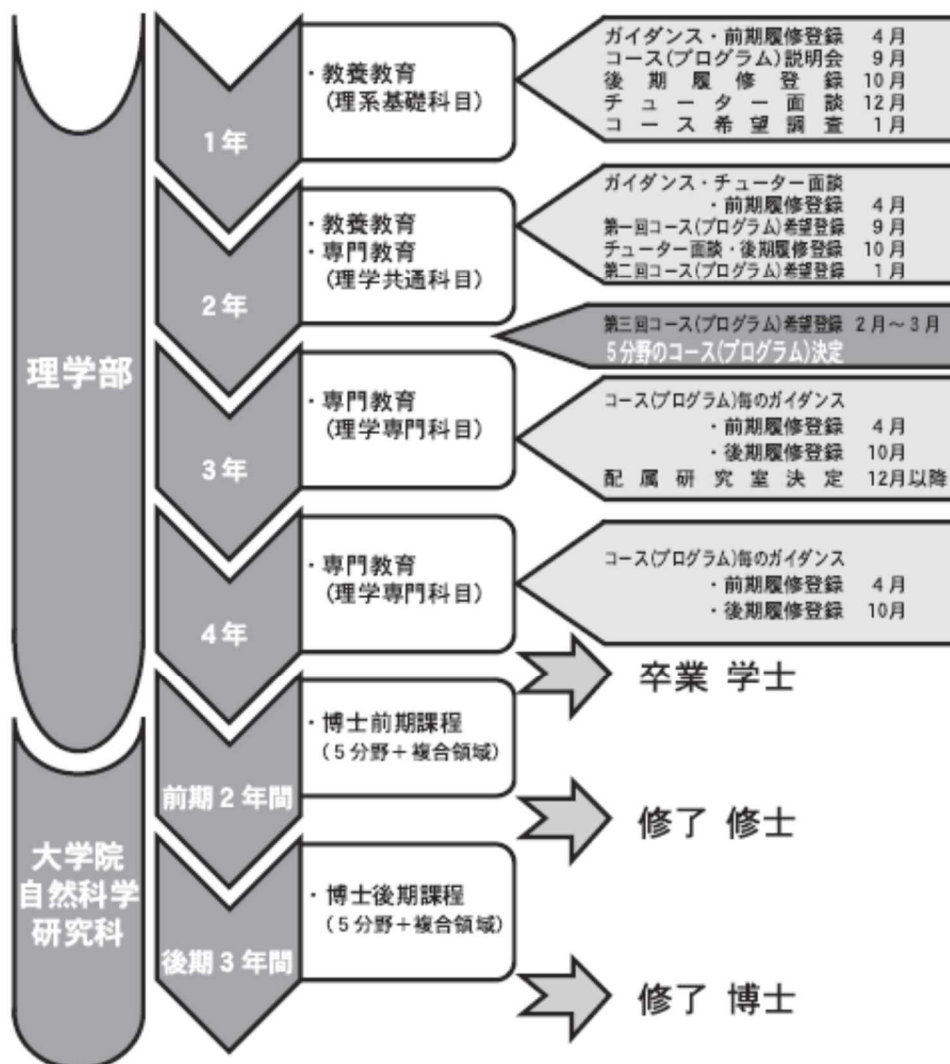 理学部
1年
・教養教育
(理系基礎科目)
ガイダンス・前期履修登録 4月
コース(プログラム)説明会 9月
後期履修登録 10月
チューター面談 12月
コース希望調査 1月
2年
・教養教育
・専門教育
(理学共通科目)
ガイダンス・チューター面談
・前期履修登録 4月
第一回コース(プログラム)希望登録 9月
チューター面談・後期履修登録 10月
第二回コース(プログラム)希望登録 1月
第三回コース(プログラム)希望登録 2月～3月
5分野のコース(プログラム)決定
3年
・専門教育
(理学専門科目)
コース(プログラム)毎のガイダンス
・前期履修登録 4月
・後期履修登録 10月
配属研究室決定 12月以降
4年
・専門教育
(理学専門科目)
コース(プログラム)毎のガイダンス
・前期履修登録 4月
・後期履修登録 10月
卒業 学士
大学院
自然科学
研究科
前期2年間
・博士前期課程
(5分野＋複合領域)
修了 修士
後期3年間
・博士後期課程
(5分野＋複合領域)
修了 博士